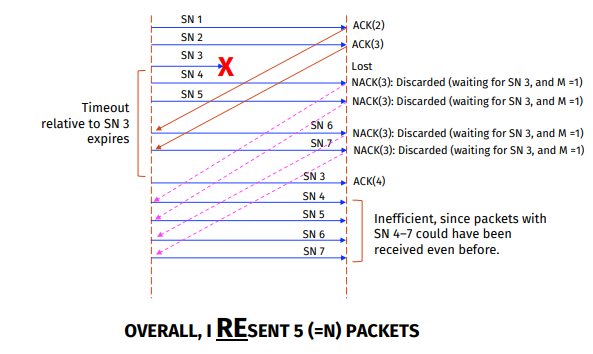 SN 1
ACK(2)
SN 2
ACK(3)
SN 3
X
Lost
SN 4
NACK(3): Discarded (waiting for SN 3, and M =1)
SN 5
NACK(3): Discarded (waiting for SN 3, and M =1)
Timeout
relative to SN 3
expires
SN 6
NACK(3): Discarded (waiting for SN 3, and M =1)
SN 7
NACK(3): Discarded (waiting for SN 3, and M =1)
SN 3
ACK(4)
SN 4
SN 5
SN 6
SN 7
Inefficient, since packets with
SN 4–7 could have been
received even before.
OVERALL, I RESENT 5 (=N) PACKETS